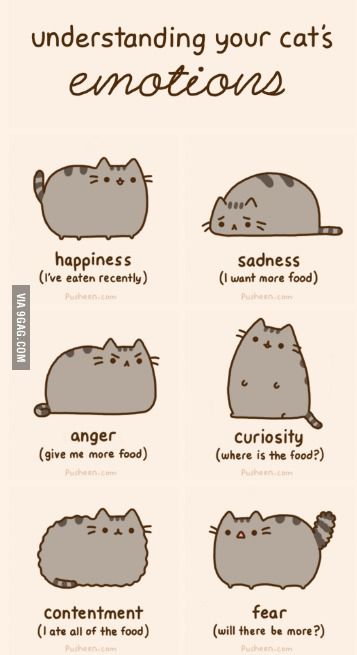 understanding your cat's
emotions
happiness
(I've eaten recently)
Pusheen.com
sadness
(I want more food)
Pusheen.com
VIA 9GAG.COM
anger
(give me more food)
Pusheen.com
curiosity
(where is the food?)
Pusheen.com
contentment
(I ate all of the food)
Pusheen.com
fear
(will there be more?)
Pusheen.com